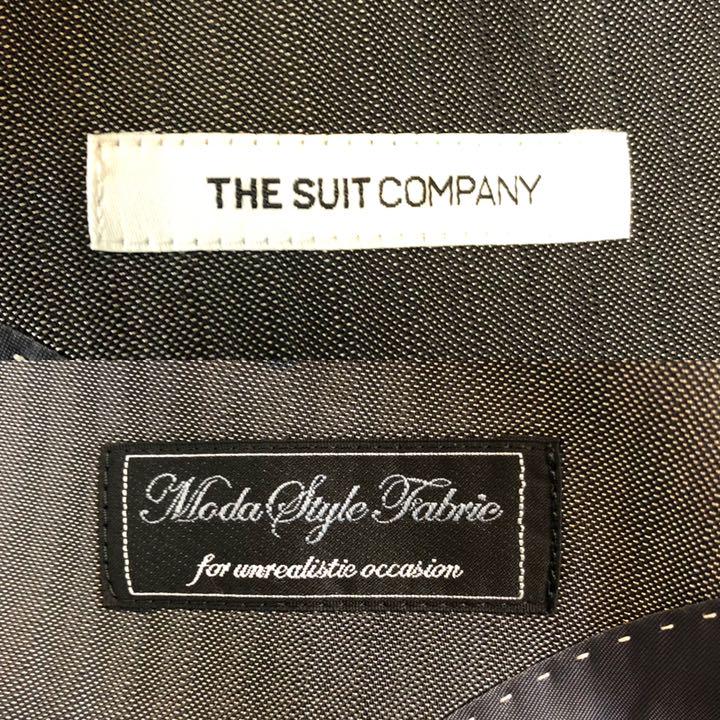 THE SUIT COMPANY
Moda Style Fabric
for unrealistic occasion